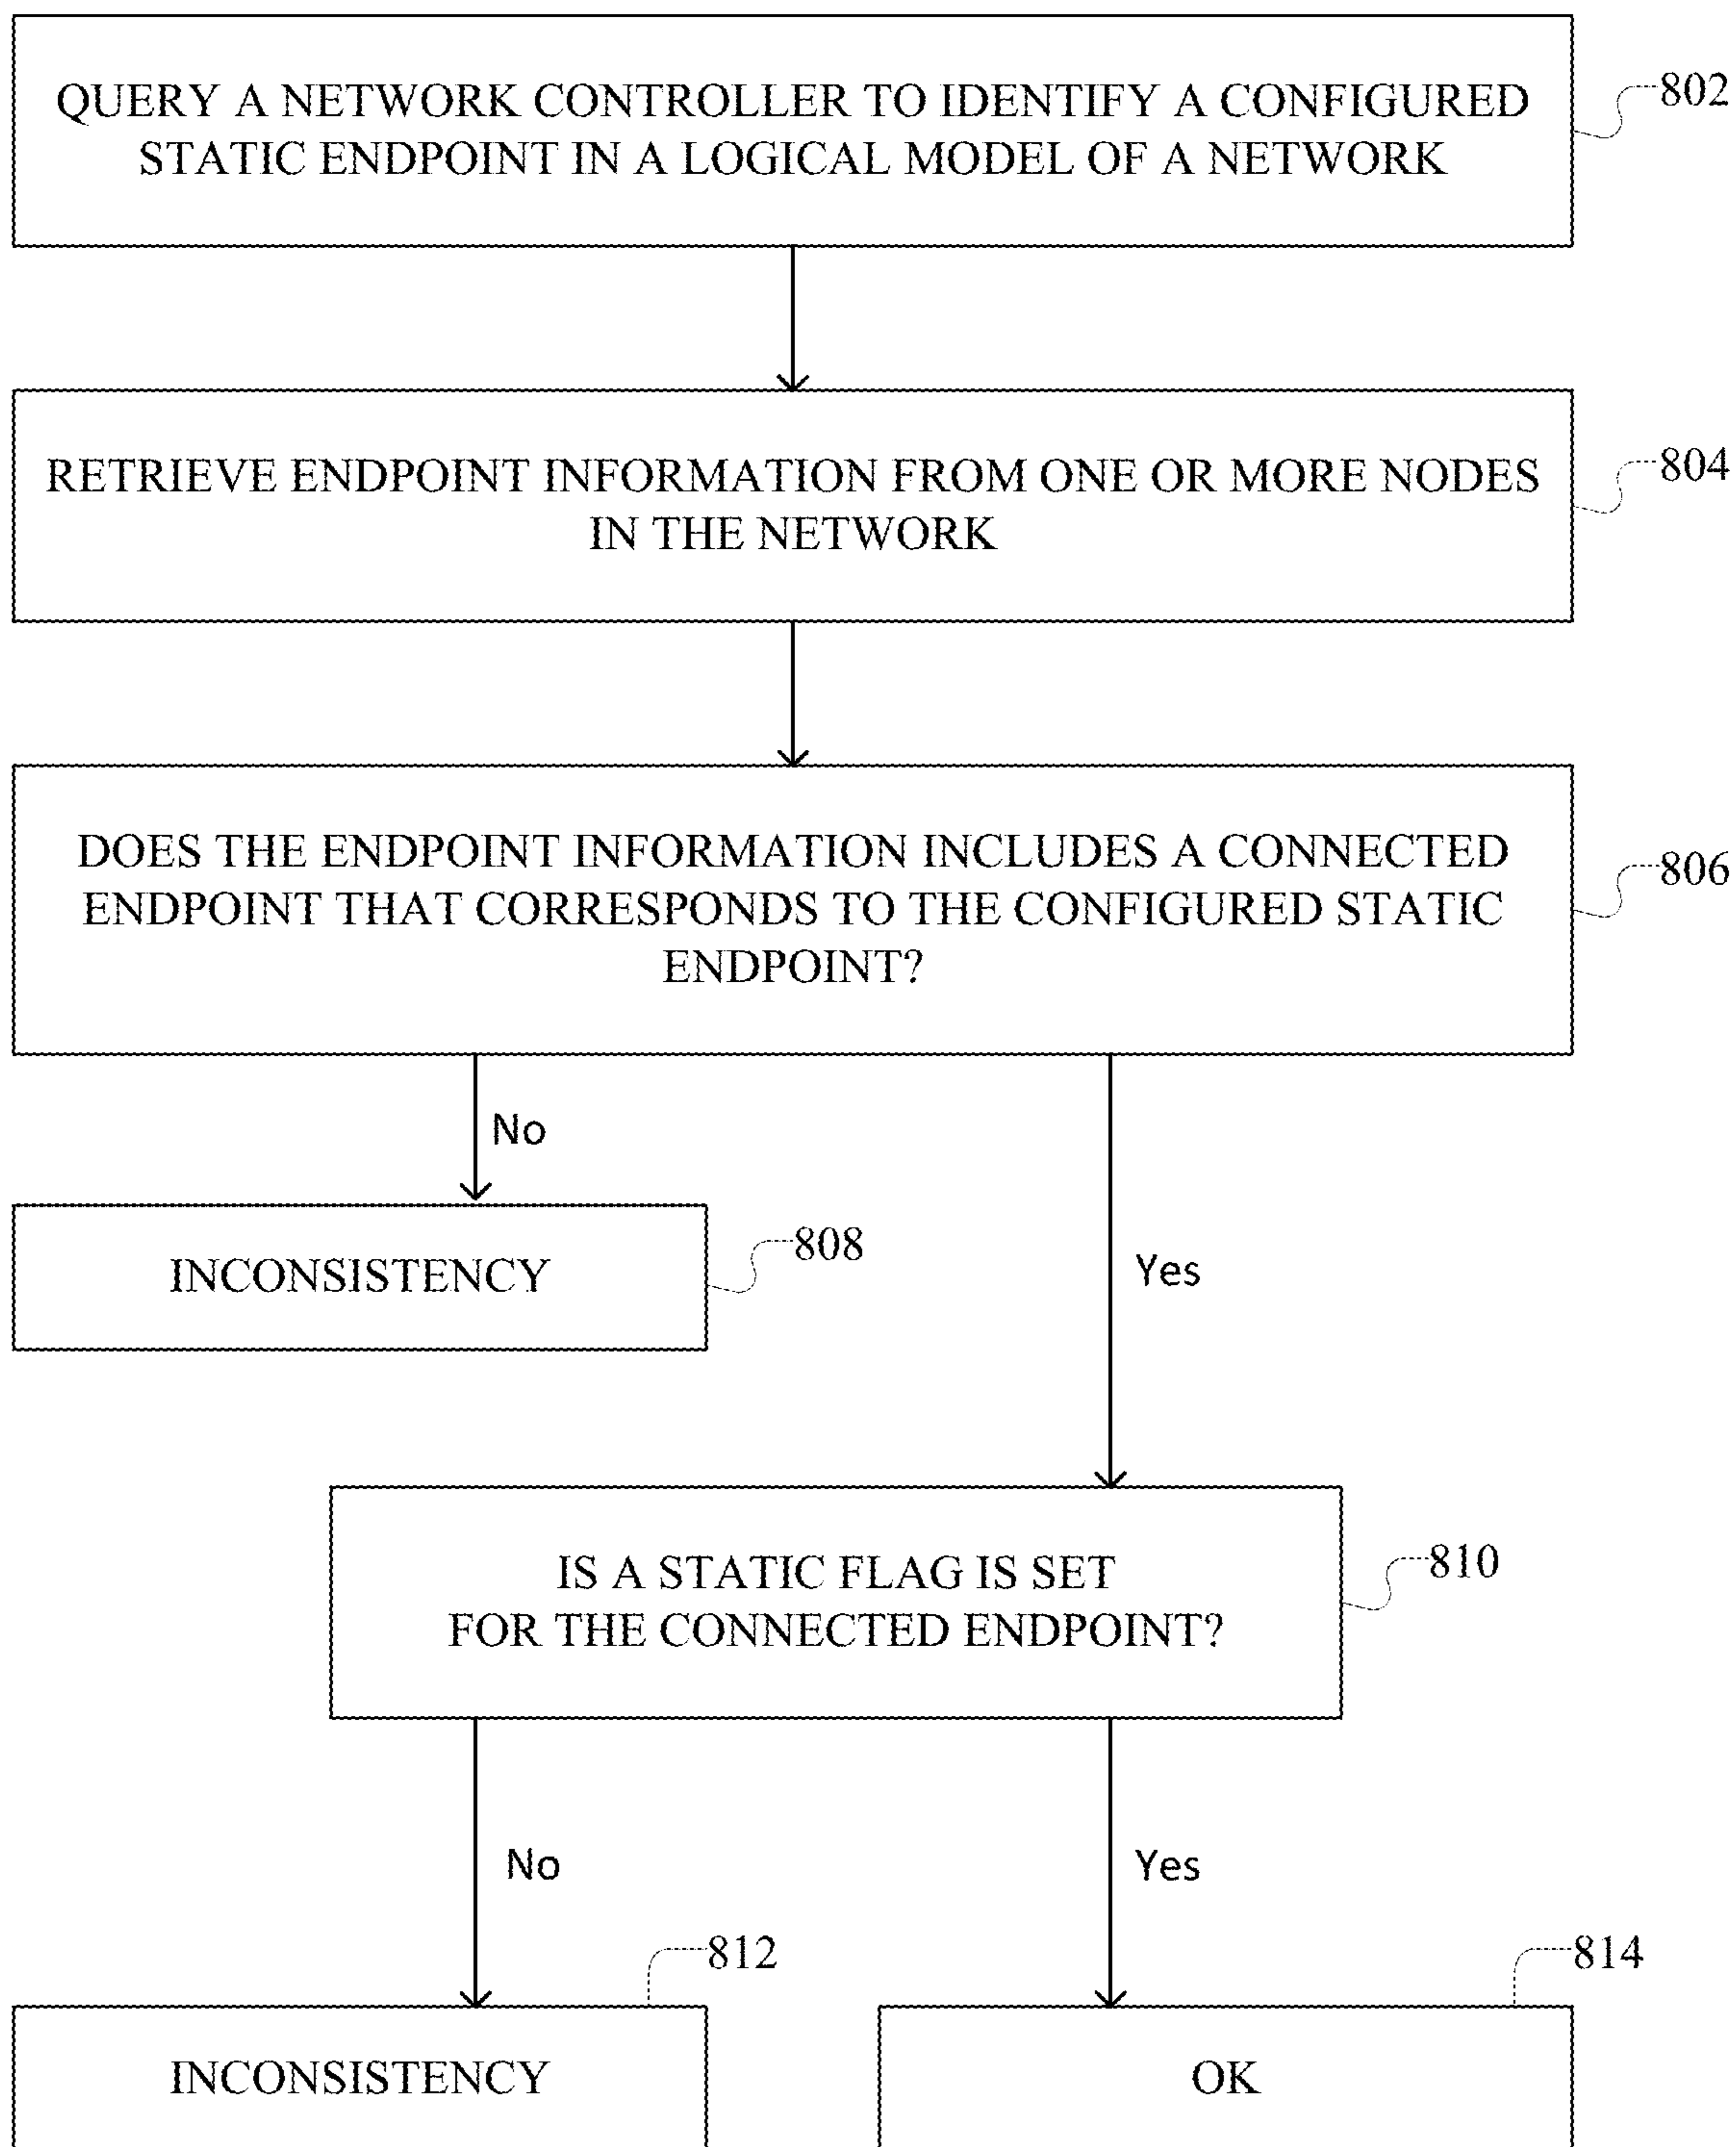 QUERY A NETWORK CONTROLLER TO IDENTIFY A CONFIGURED
STATIC ENDPOINT IN A LOGICAL MODEL OF A NETWORK
802
RETRIEVE ENDPOINT INFORMATION FROM ONE OR MORE NODES
IN THE NETWORK
804
DOES THE ENDPOINT INFORMATION INCLUDES A CONNECTED
ENDPOINT THAT CORRESPONDS TO THE CONFIGURED STATIC
ENDPOINT?
806
No
INCONSISTENCY
808
Yes
IS A STATIC FLAG IS SET
FOR THE CONNECTED ENDPOINT?
810
No
Yes
812
INCONSISTENCY
814
OK